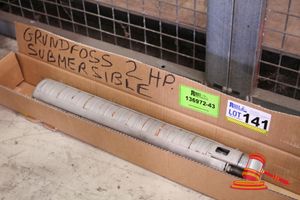 GRUNDFOSS 2 HP
SUBMERSIBLE
136972-43
LOT
141